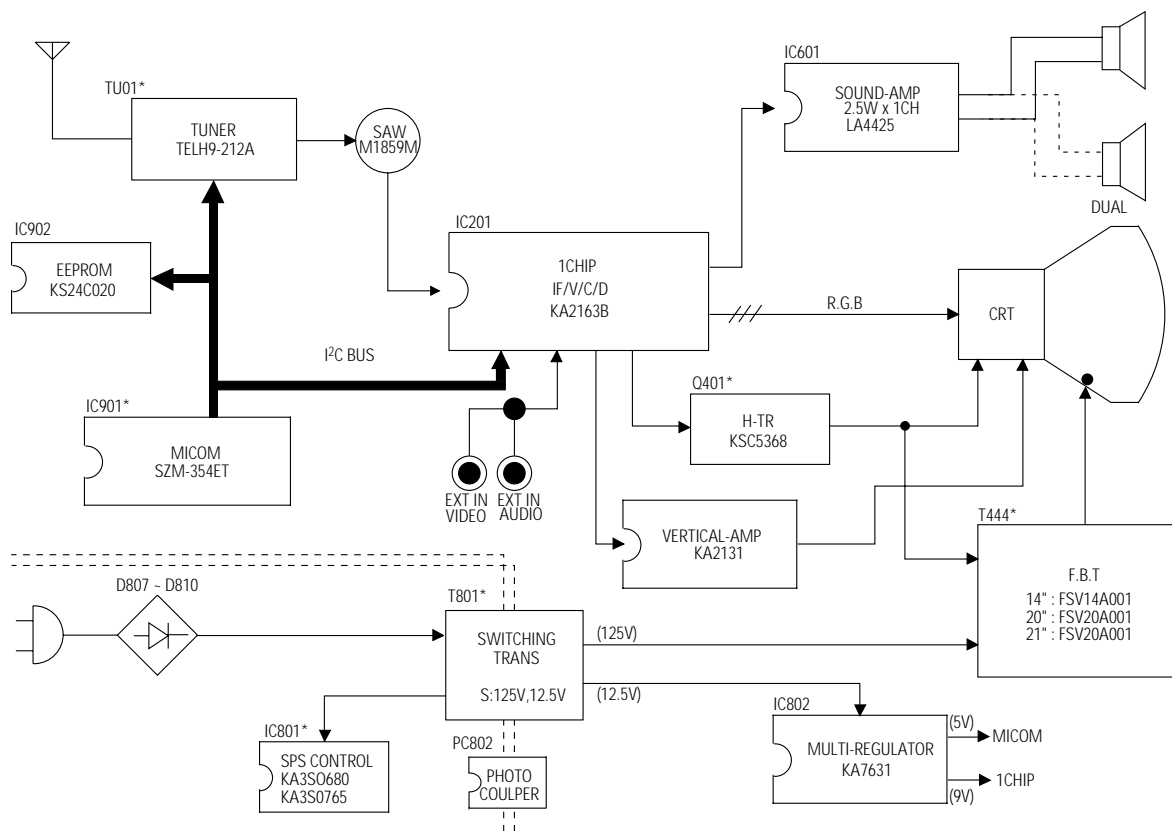 IC601
SOUND-AMP
2.5W x 1CH
LA4425
TU01*
TUNER
TELH9-212A
SAW
M1859M
DUAL
IC902
EEPROM
KS24C020
IC201
1CHIP
IF/V/C/D
KA2163B
R.G.B
CRT
I²C BUS
IC901*
MICOM
SZM-354ET
Q401*
H-TR
KSC5368
EXT IN
VIDEO
EXT IN
AUDIO
VERTICAL-AMP
KA2131
T444*
F.B.T
14" : FSV14A001
20" : FSV20A001
21" : FSV20A001
D807 ~ D810
T801*
SWITCHING
TRANS
S:125V,12.5V
(125V)
(12.5V)
IC801*
SPS CONTROL
KA3SO680
KA3S0765
PC802
PHOTO
COULPER
IC802
MULTI-REGULATOR
KA7631
(5V)
MICOM
1CHIP
(9V)